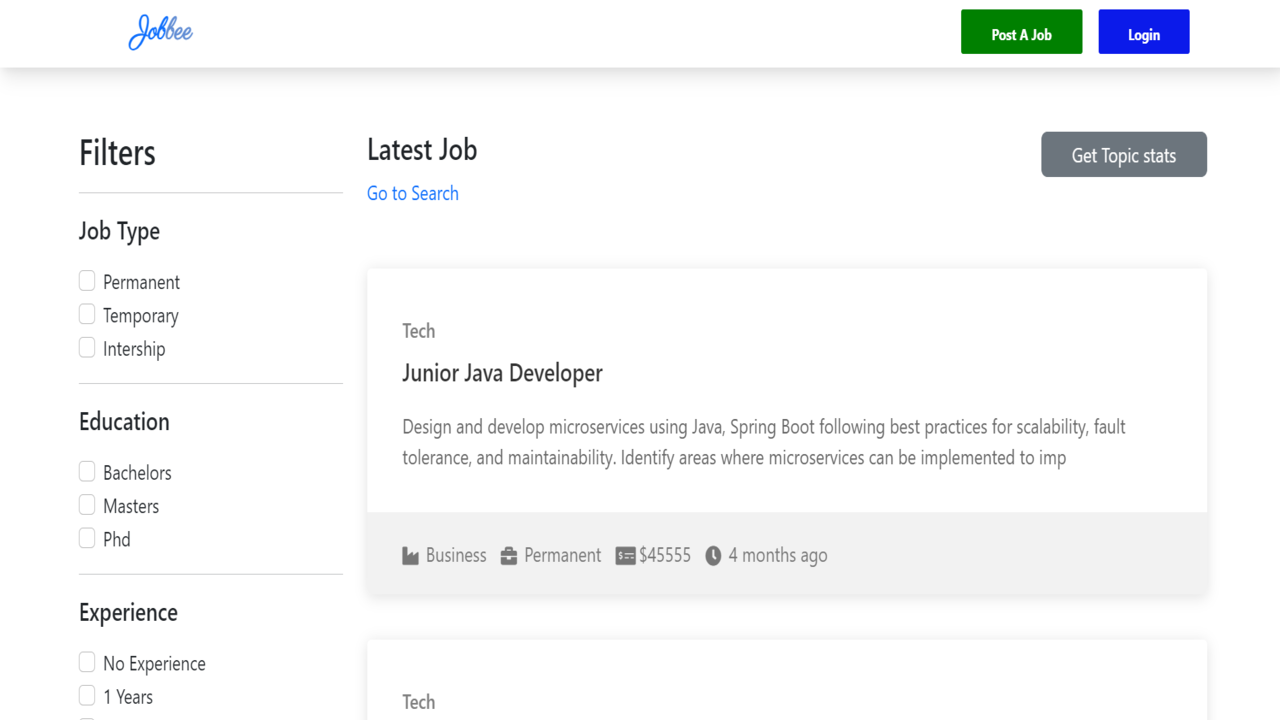 Jobbee
Post A Job
Login
Filters
Job Type
Permanent
Temporary
Intership
Education
Bachelors
Masters
Phd
Experience
No Experience
1 Years
Latest Job
Go to Search
Get Topic stats
Tech
Junior Java Developer
Design and develop microservices using Java, Spring Boot following best practices for scalability, fault
tolerance, and maintainability. Identify areas where microservices can be implemented to imp
Business Permanent $45555 4 months ago
Tech